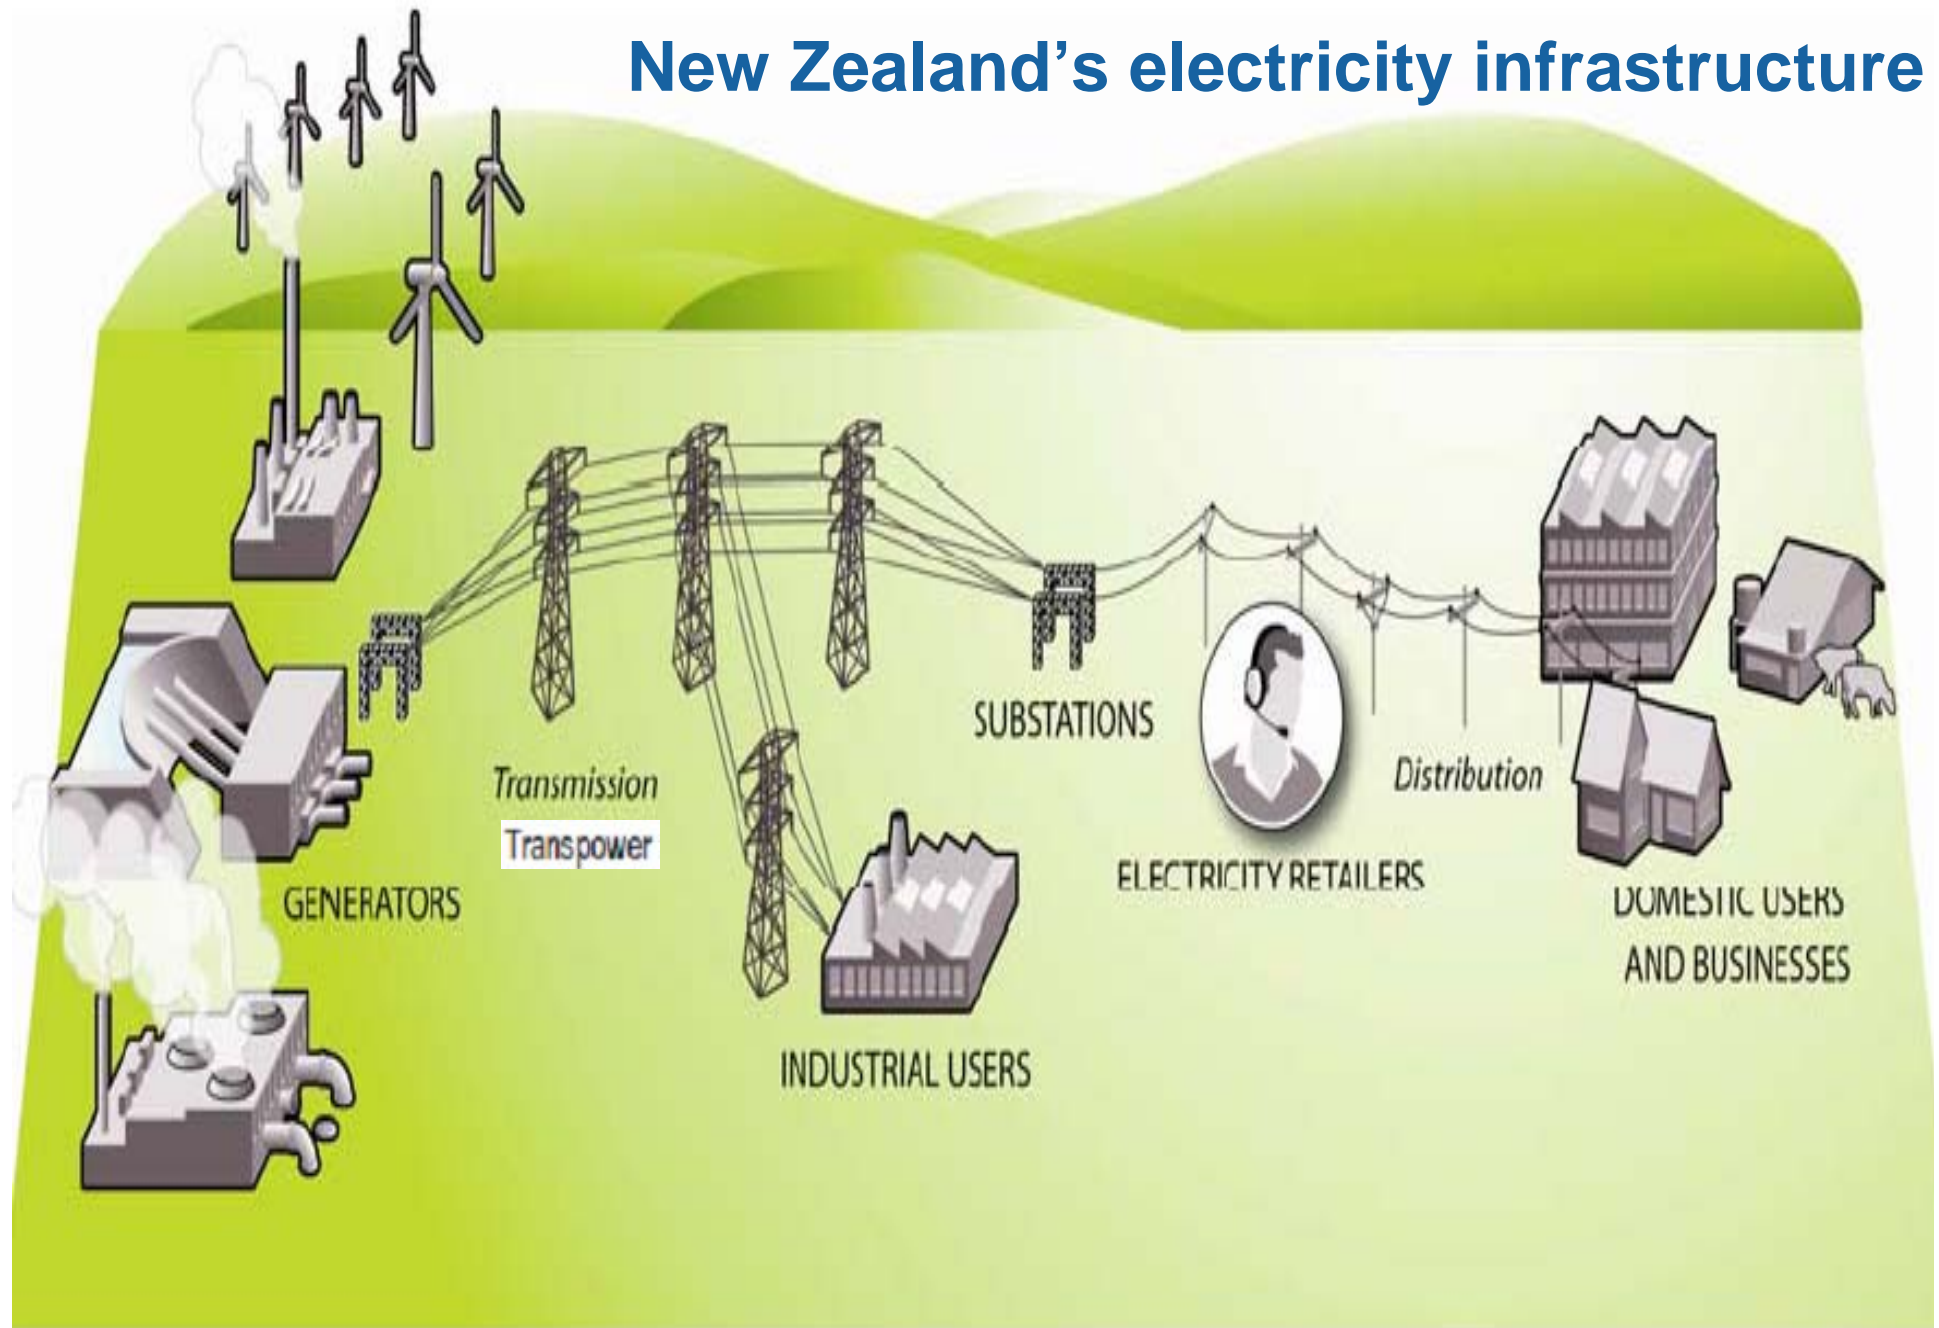 New Zealand’s electricity infrastructure
SUBSTATIONS
Transmission
Distribution
Transpower
ELECTRICITY RETAILERS
GENERATORS
DOMESTIC USERS
AND BUSINESSES
INDUSTRIAL USERS